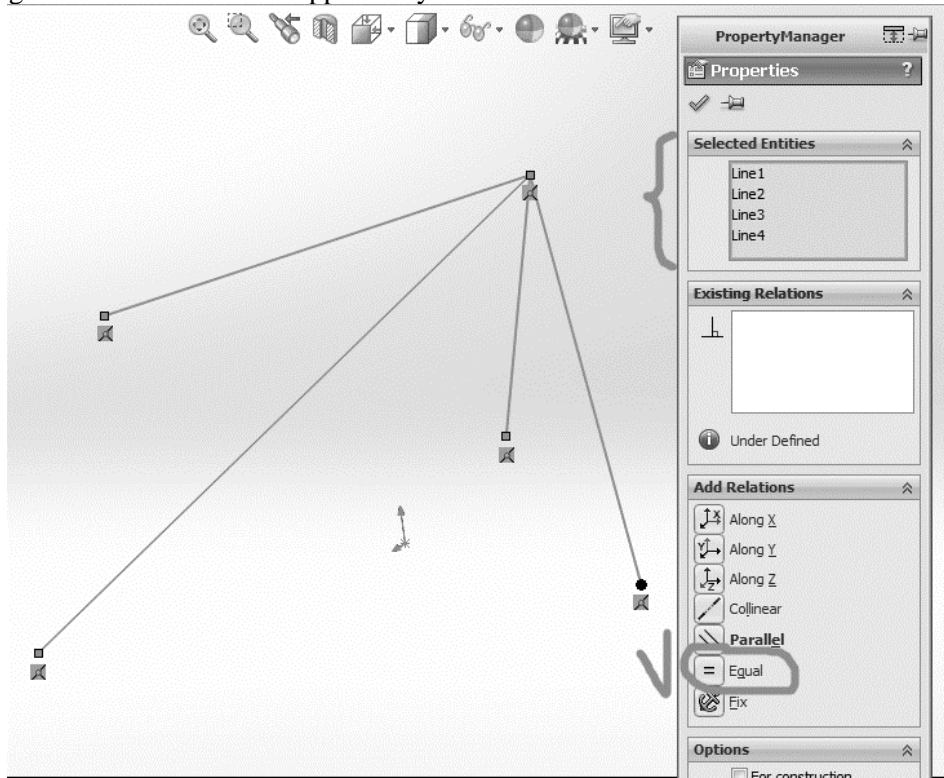 PropertyManager
Properties ?
Selected Entities
Line1
Line2
Line3
Line4
Existing Relations
Under Defined
Add Relations
Along X
Along Y
Along Z
Collinear
Parallel
= Equal
Fix
Options
For construction